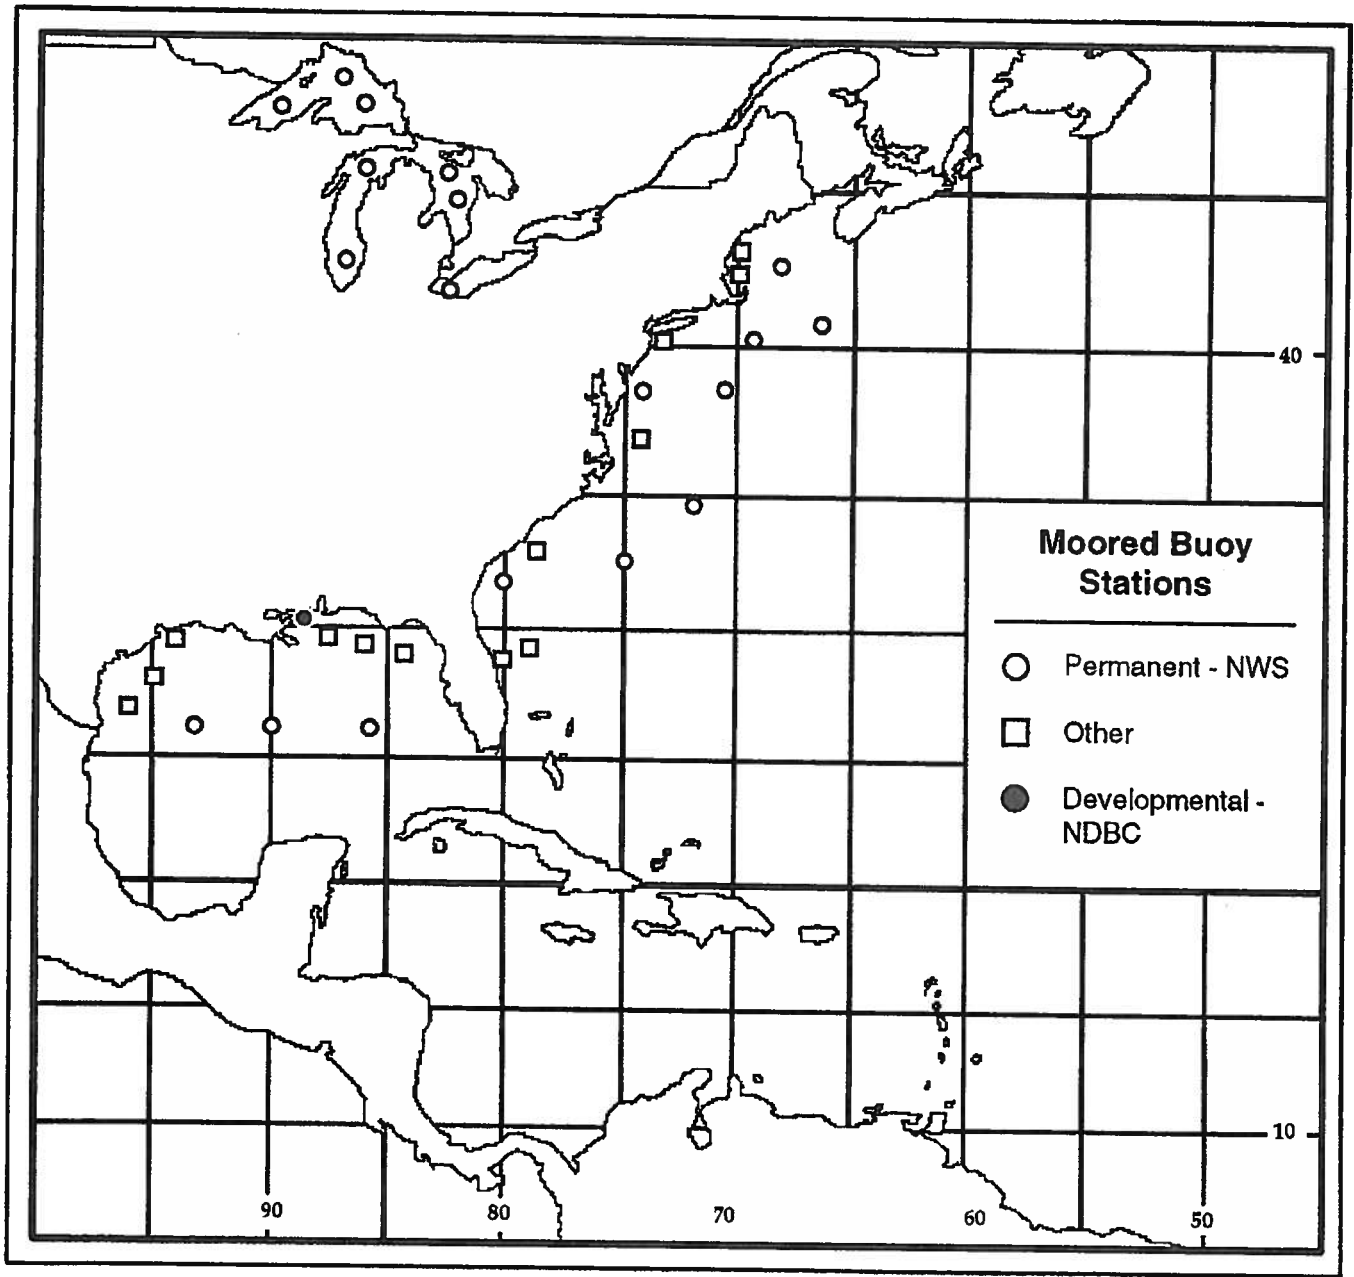 40
Moored Buoy
Stations
Permanent - NWS
Other
Developmental -
NDBC
10
90
80
70
60
50